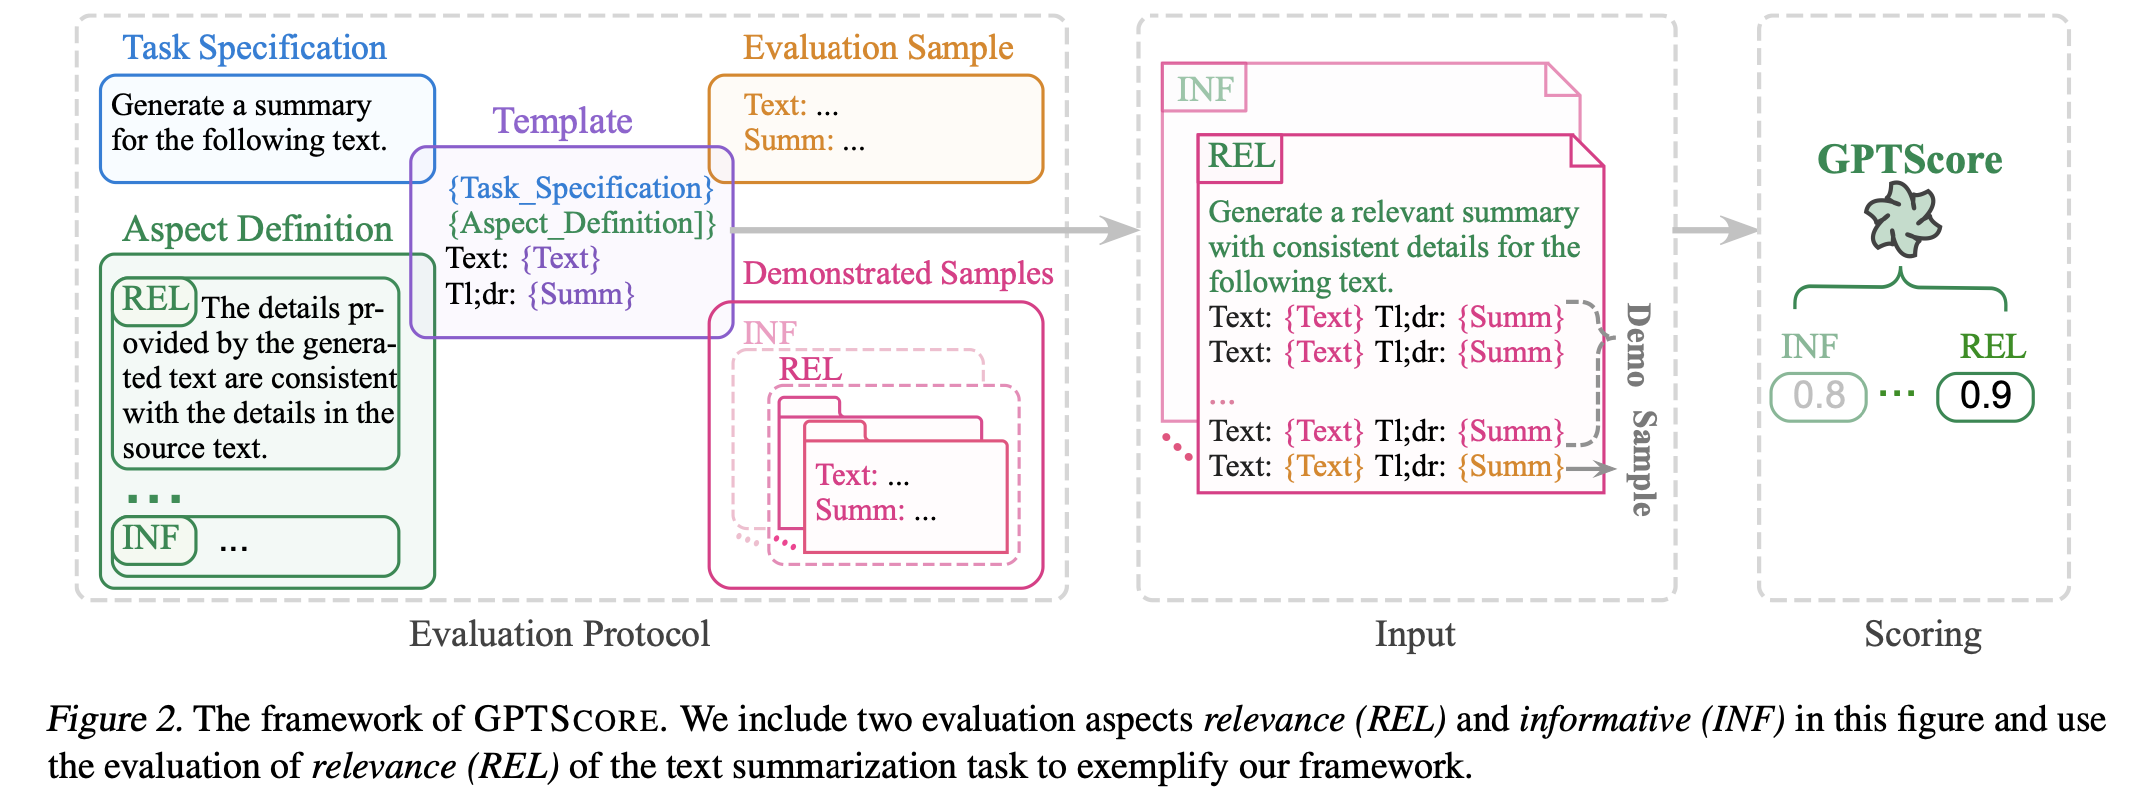 Task Specification
Generate a summary
for the following text.
Template
{Task_Specification}
{Aspect_Definition]}
Text: {Text}
Tl;dr: {Summ}
Evaluation Sample
Text: ...
Summ: ...
Aspect Definition
REL The details pr-
ovided by the genera-
ted text are consistent
with the details in the
source text.
...
INF ...
Demonstrated Samples
INF
REL
Text: ...
Summ: ...
Evaluation Protocol
INF
REL
Generate a relevant summary
with consistent details for the
following text.
Text: {Text} Tl;dr: {Summ}
Text: {Text} Tl;dr: {Summ}
...
Text: {Text} Tl;dr: {Summ}
Text: {Text} Tl;dr: {Summ}
Demo Sample
Input
GPTScore
INF REL
0.8 ... 0.9
Scoring
Figure 2. The framework of GPTSCORE. We include two evaluation aspects relevance (REL) and informative (INF) in this figure and use
the evaluation of relevance (REL) of the text summarization task to exemplify our framework.